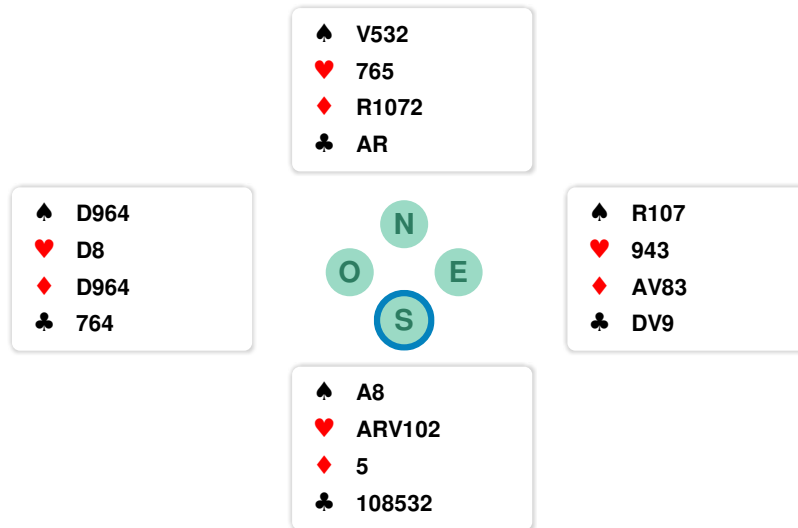 ♠ V532
♥ 765
♦ R1072
♣ AR
♠ D964
♥ D8
♦ D964
♣ 764
N
O E
S
♠ R107
♥ 943
♦ AV83
♣ DV9
♠ A8
♥ ARV102
♦ 5
♣ 108532